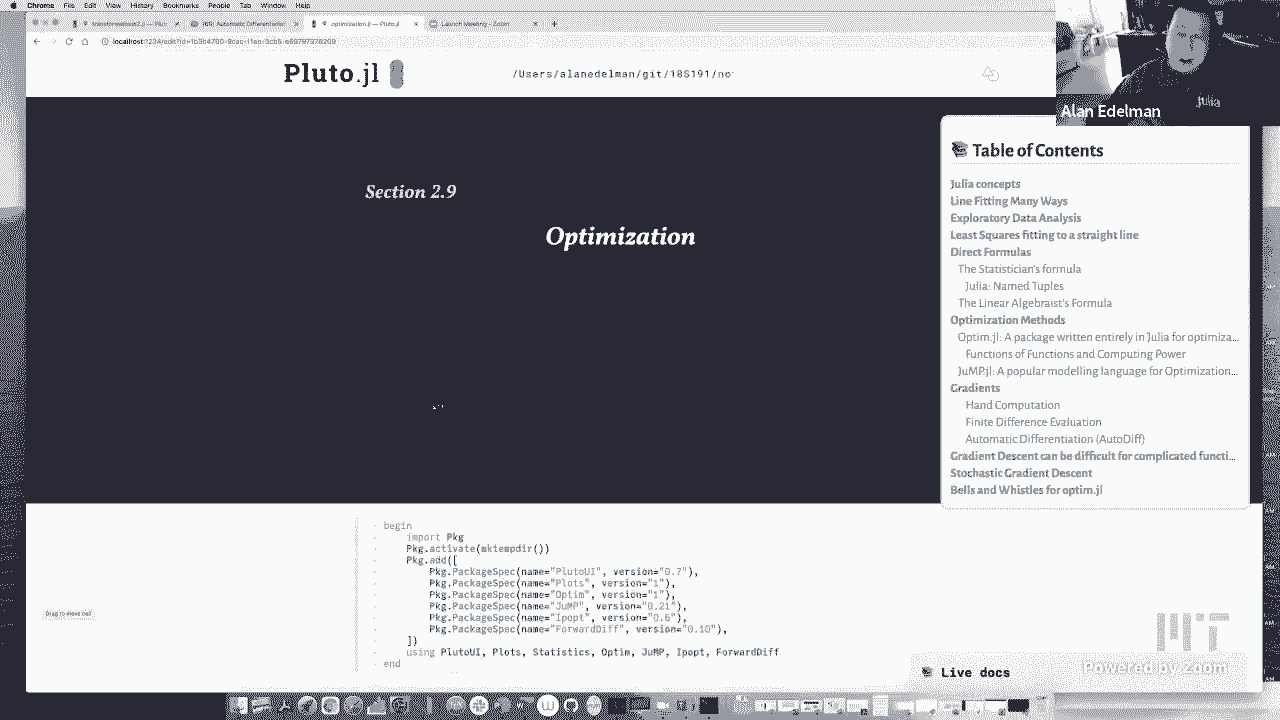 Chrome File Edit View History Bookmarks People Tab Window Help
optimization.jl — Pluto.jl
Launch Meeting - Zoom
Pluto.jl
/Users/alanedelman/git/18S191/no
julia
Alan Edelman
Section 2.9
Optimization
Table of Contents
Julia concepts
Line Fitting Many Ways
Exploratory Data Analysis
Least Squares fitting to a straight line
Direct Formulas
The Statistician's formula
Julia: Named Tuples
The Linear Algebraist's Formula
Optimization Methods
Optim.jl: A package written entirely in Julia for optimiza...
Functions of Functions and Computing Power
JuMP.jl: A popular modelling language for Optimization...
Gradients
Hand Computation
Finite Difference Evaluation
Automatic Differentiation (AutoDiff)
Gradient Descent can be difficult for complicated functi...
Stochastic Gradient Descent
Bells and Whistles for optim.jl
begin
import Pkg
Pkg.activate(mktempdir())
Pkg.add([
Pkg.PackageSpec(name="PlutoUI", version="0.7"),
Pkg.PackageSpec(name="Plots", version="1"),
Pkg.PackageSpec(name="Optim", version="1"),
Pkg.PackageSpec(name="JuMP", version="0.21"),
Pkg.PackageSpec(name="Ipopt", version="0.6"),
Pkg.PackageSpec(name="ForwardDiff", version="0.10"),
])
using PlutoUI, Plots, Statistics, Optim, JuMP, Ipopt, ForwardDiff
end
Drag to move cell
MIT
Powered by Zoom
Live docs